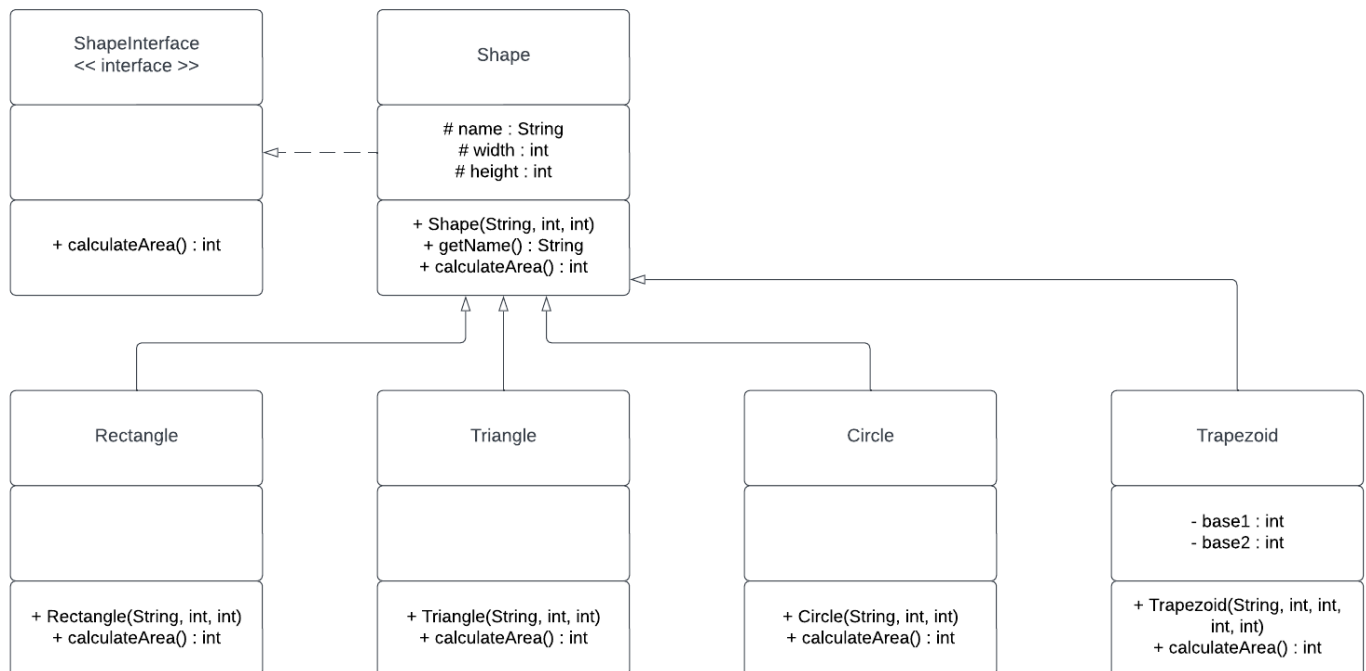 ShapeInterface
<< interface >>
+ calculateArea() : int
Shape
# name : String
# width : int
# height : int
+ Shape(String, int, int)
+ getName() : String
+ calculateArea() : int
Rectangle
+ Rectangle(String, int, int)
+ calculateArea() : int
Triangle
+ Triangle(String, int, int)
+ calculateArea() : int
Circle
+ Circle(String, int, int)
+ calculateArea() : int
Trapezoid
- base1 : int
- base2 : int
+ Trapezoid(String, int, int,
int, int)
+ calculateArea() : int